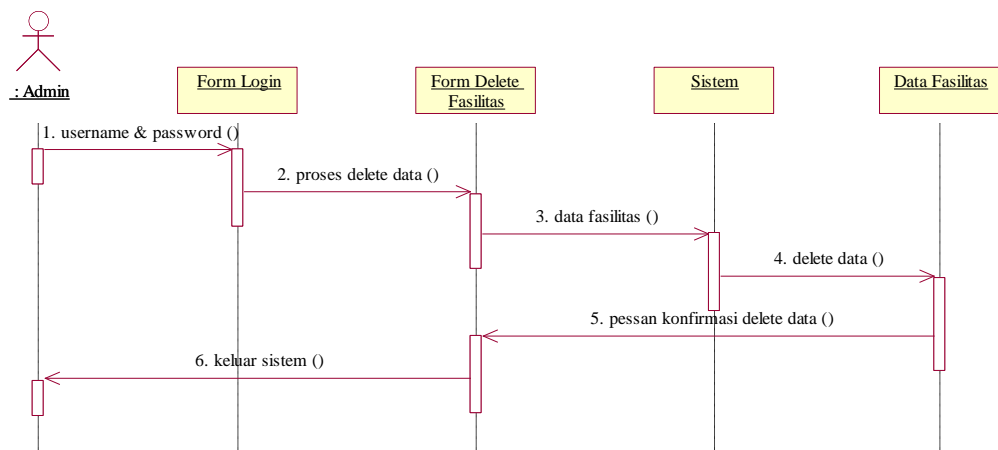 : Admin
Form Login
Form Delete
Fasilitas
Sistem
Data Fasilitas
1. username & password ()
2. proses delete data ()
3. data fasilitas ()
4. delete data ()
5. pessan konfirmasi delete data ()
6. keluar sistem ()